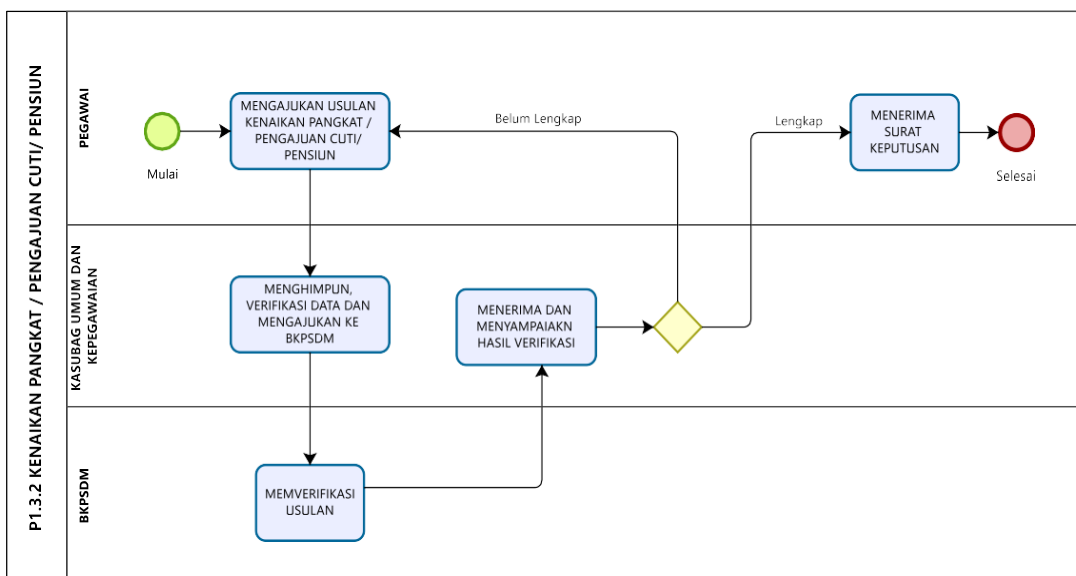 P1.3.2 KENAIKAN PANGKAT / PENGAJUAN CUTI/ PENSIUN
PEGAWAI
Mulai
MENGAJUKAN USULAN
KENAIKAN PANGKAT /
PENGAJUAN CUTI/
PENSIUN
Belum Lengkap
Lengkap
MENERIMA
SURAT
KEPUTUSAN
Selesai
KASUBAG UMUM DAN
KEPEGAWAIAN
MENGHIMPUN,
VERIFIKASI DATA DAN
MENGAJUKAN KE
BKPSDM
MENERIMA DAN
MENYAMPAIAKN
HASIL VERIFIKASI
BKPSDM
MEMVERIFIKASI
USULAN